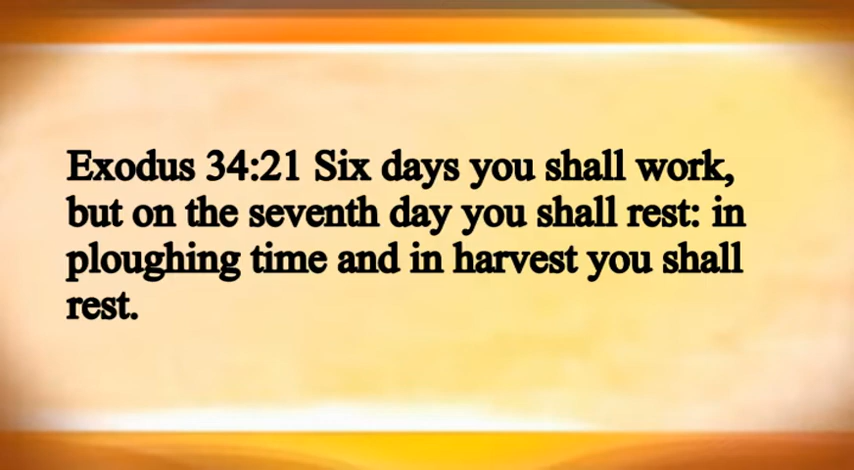 Exodus 34:21 Six days you shall work,
but on the seventh day you shall rest: in
ploughing time and in harvest you shall
rest.